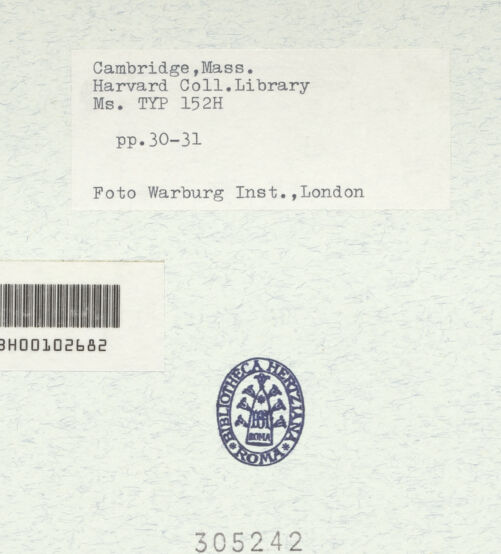 Cambridge,Mass.
Harvard Coll.Library
Ms. TYP 152H
pp.30-31
Foto Warburg Inst.,London
BH00102682
BIBLIOTHECA HERTZIANA
ROMA
ROMA
305242